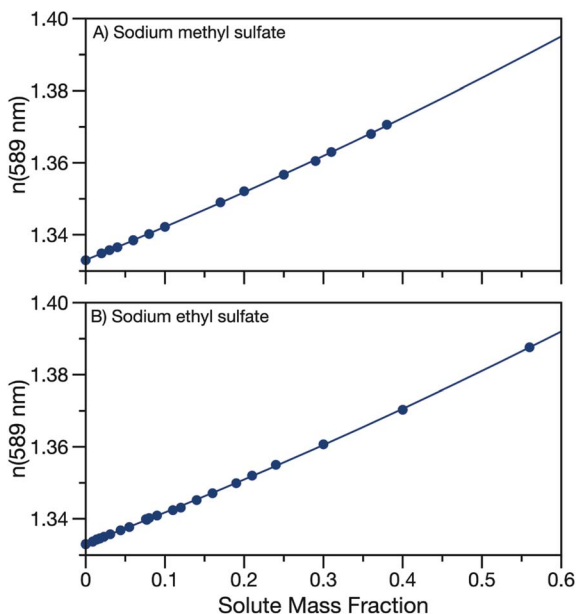 1.40
A) Sodium methyl sulfate
1.38
1.36
1.34
n(589 nm)
1.40
B) Sodium ethyl sulfate
1.38
1.36
1.34
n(589 nm)
0 0.1 0.2 0.3 0.4 0.5 0.6
Solute Mass Fraction